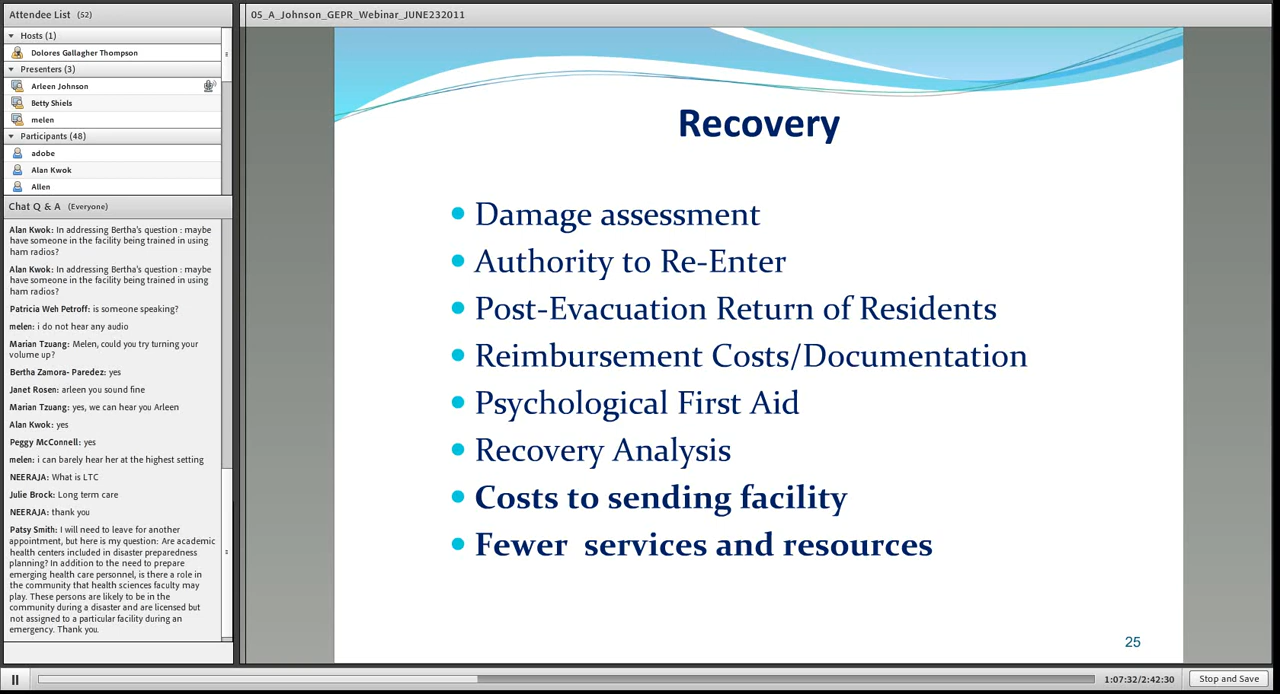 Attendee List (52)
Hosts (1)
Dolores Gallagher Thompson
Presenters (3)
Arleen Johnson
Betty Shiels
melen
Participants (48)
adobe
Alan Kwok
Allen
Chat Q & A (Everyone)
Alan Kwok: In addressing Bertha's question : maybe
have someone in the facility being trained in using
ham radios?
Alan Kwok: In addressing Bertha's question : maybe
have someone in the facility being trained in using
ham radios?
Patricia Weh Petroff: is someone speaking?
melen: i do not hear any audio
Marian Tzuang: Melen, could you try turning your
volume up?
Bertha Zamora- Paredez: yes
Janet Rosen: arleen you sound fine
Marian Tzuang: yes, we can hear you Arleen
Alan Kwok: yes
Peggy McConnell: yes
melen: i can barely hear her at the highest setting
NEERAJA: What is LTC
Julie Brock: Long term care
NEERAJA: thank you
Patsy Smith: I will need to leave for another
appointment, but here is my question: Are academic
health centers included in disaster preparedness
planning? In addition to the need to prepare
emerging health care personnel, is there a role in
the community that health sciences faculty may
play. These persons are likely to be in the
community during a disaster and are licensed but
not assigned to a particular facility during an
emergency. Thank you.
05_A_Johnson_GEPR_Webinar_JUNE232011
Recovery
• Damage assessment
• Authority to Re-Enter
• Post-Evacuation Return of Residents
• Reimbursement Costs/Documentation
• Psychological First Aid
• Recovery Analysis
• Costs to sending facility
• Fewer services and resources
25
1:07:32/2:42:30
Stop and Save